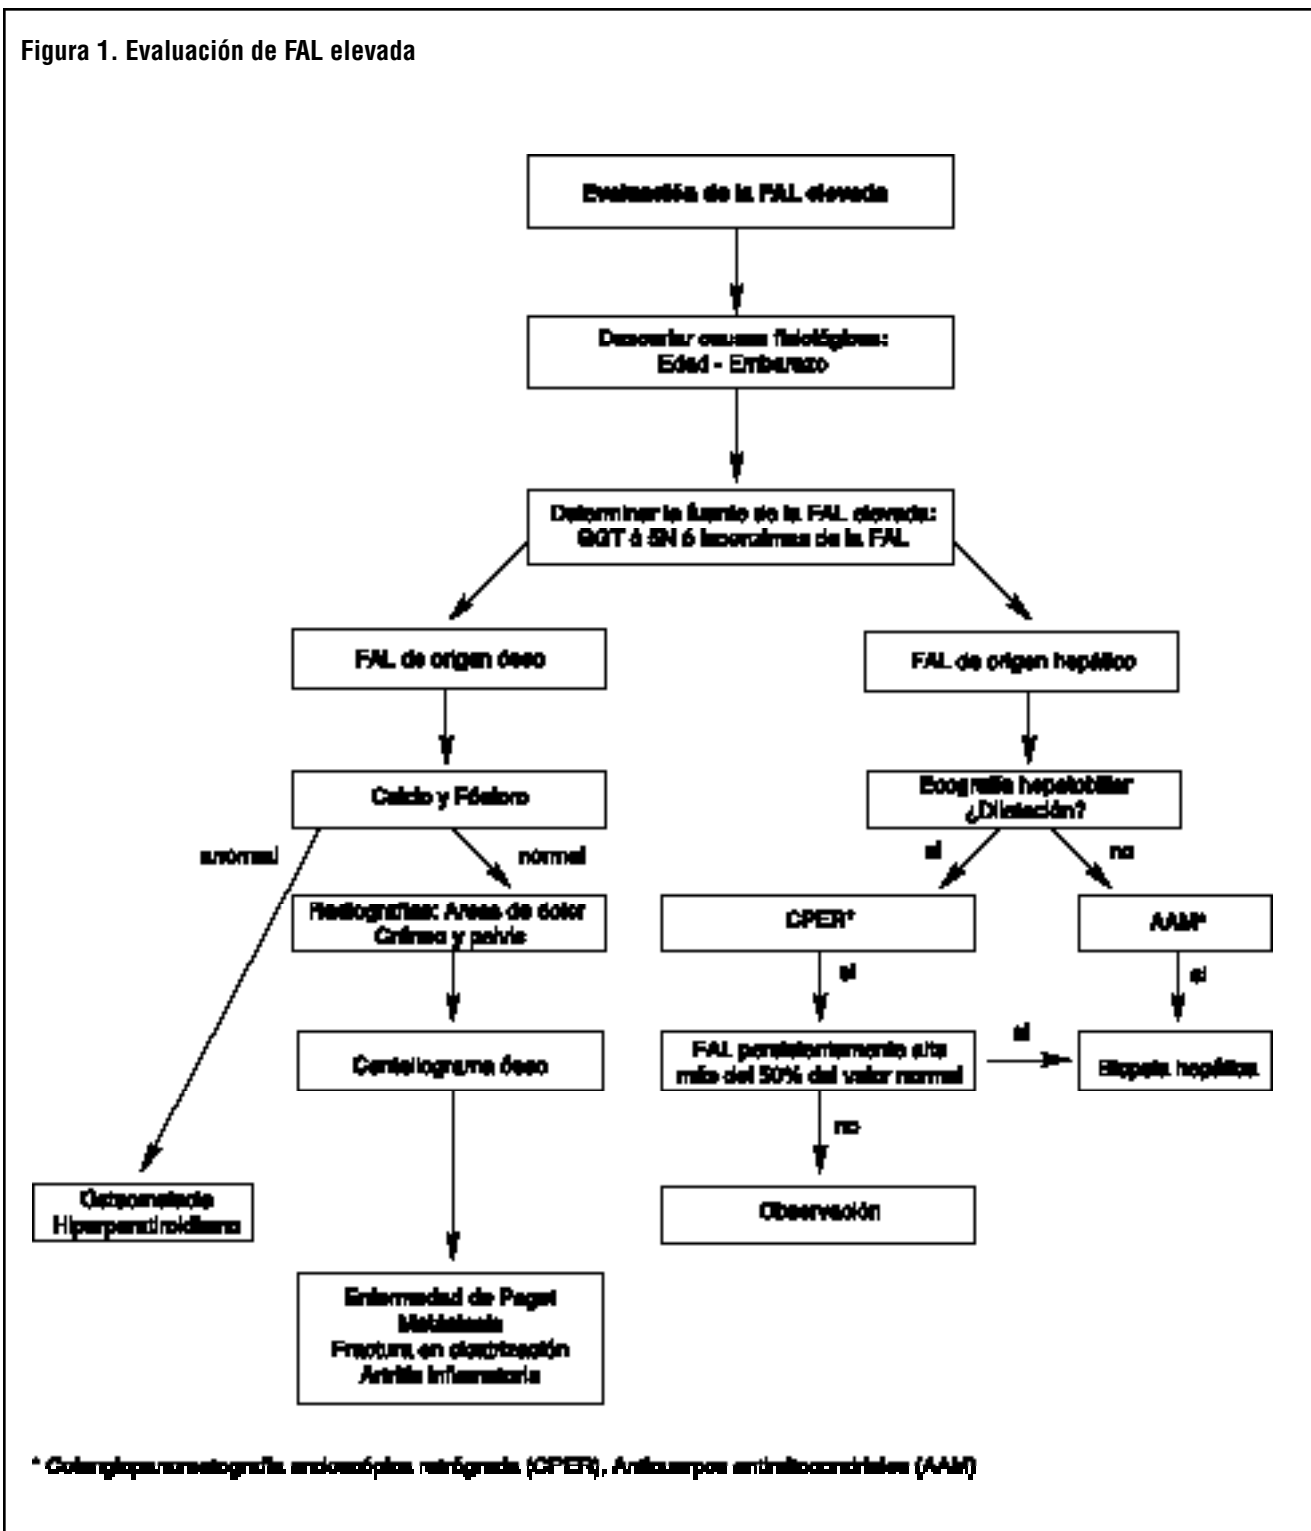 Figura 1. Evaluación de FAL elevada
Evaluación de la FAL elevada
Descartar causas fisiológicas:
Edad - Embarazo
Determinar la fuente de la FAL elevada:
GGT ó 5N ó Isoenzimas de la FAL
FAL de origen óseo
FAL de origen hepático
Calcio y Fósforo
Ecografía hepatobiliar
¿Dilatación?
anormal
normal
si
no
Radiografías: Areas de dolor
Cráneo y pelvis
CPER*
AAM*
si
si
Centellograma óseo
FAL persistentemente alta
más del 50% del valor normal
si
Biopsia hepática
no
Osteomalacia
Hiperparatiroidismo
Observación
Enfermedad de Paget
Metástasis
Fractura en cicatrización
Artritis inflamatoria
* Colangiopancreatografía endoscópica retrógrada (CPER), Anticuerpos antimitocondriales (AAM)